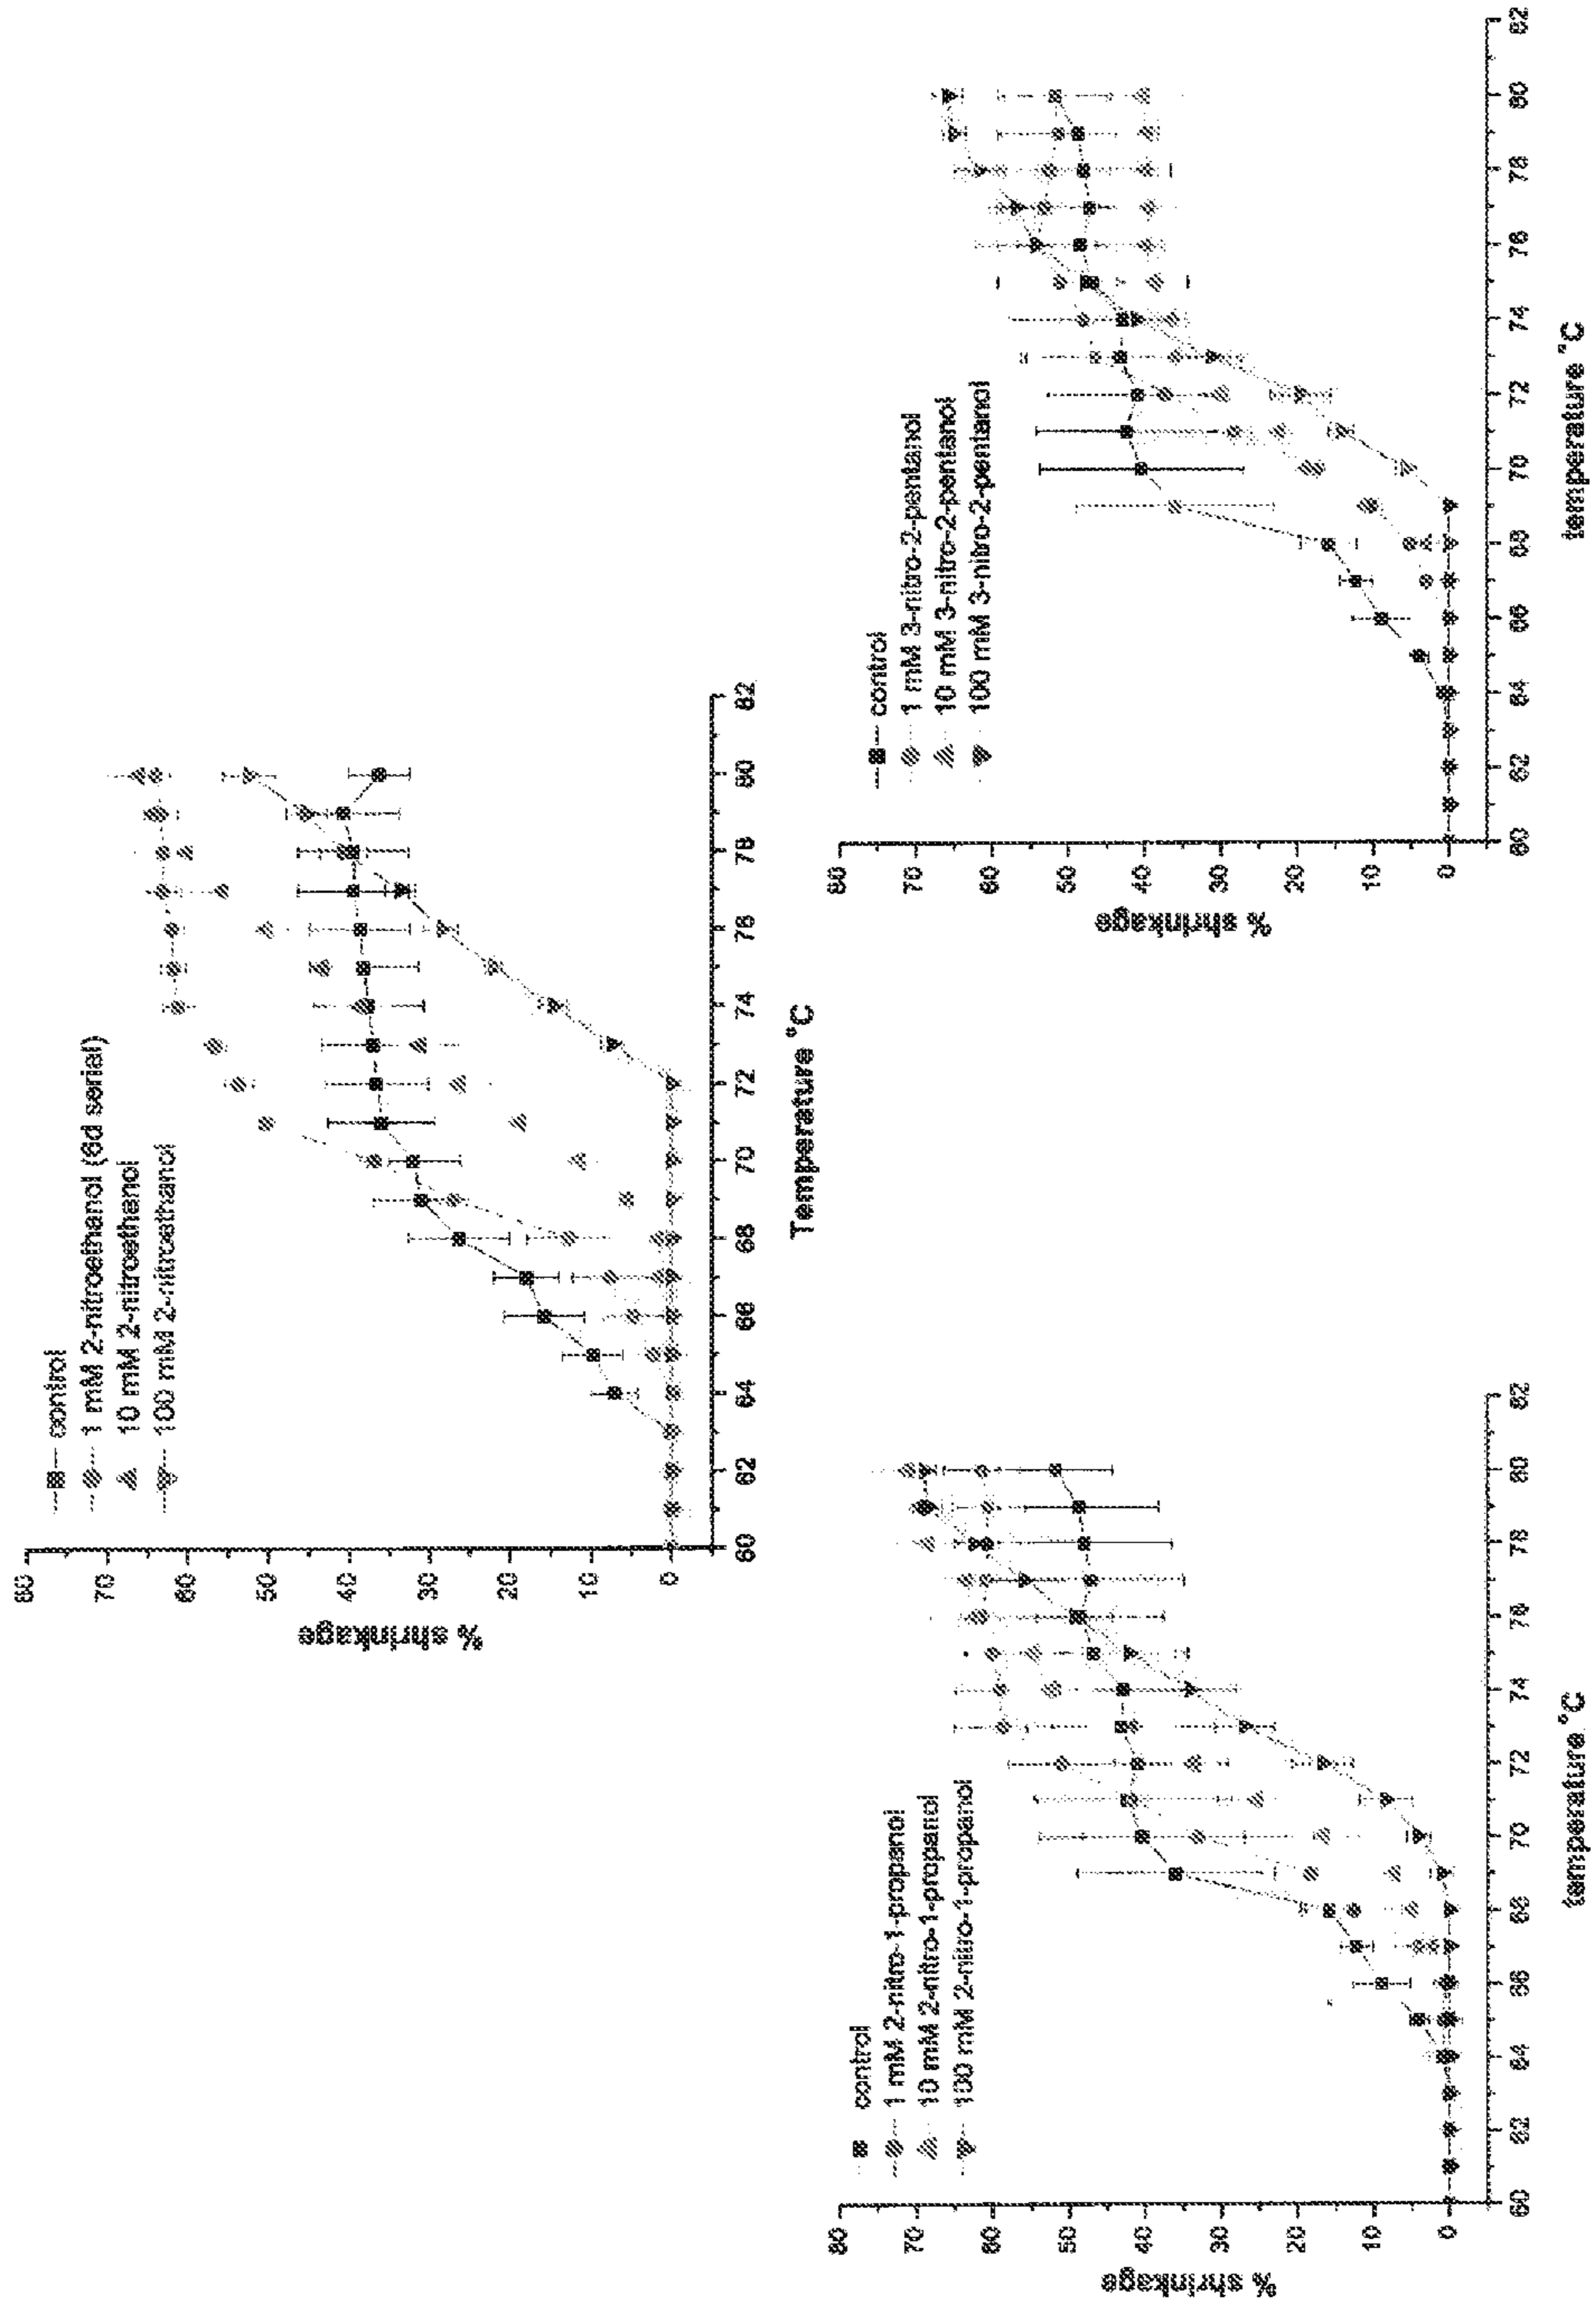 control
1 mM 2-nitroethanol (6d serial)
10 mM 2-nitroethanol
100 mM 2-nitroethanol
% shrinkage
80
70
60
50
40
30
20
10
0
60 62 64 66 68 70 72 74 76 78 80 82
Temperature °C
control
1 mM 2-nitro-1-propanol
10 mM 2-nitro-1-propanol
100 mM 2-nitro-1-propanol
% shrinkage
80
70
60
50
40
30
20
10
0
60 62 64 66 68 70 72 74 76 78 80 82
temperature °C
control
1 mM 3-nitro-2-pentanol
10 mM 3-nitro-2-pentanol
100 mM 3-nitro-2-pentanol
% shrinkage
80
70
60
50
40
30
20
10
0
60 62 64 66 68 70 72 74 76 78 80 82
temperature °C